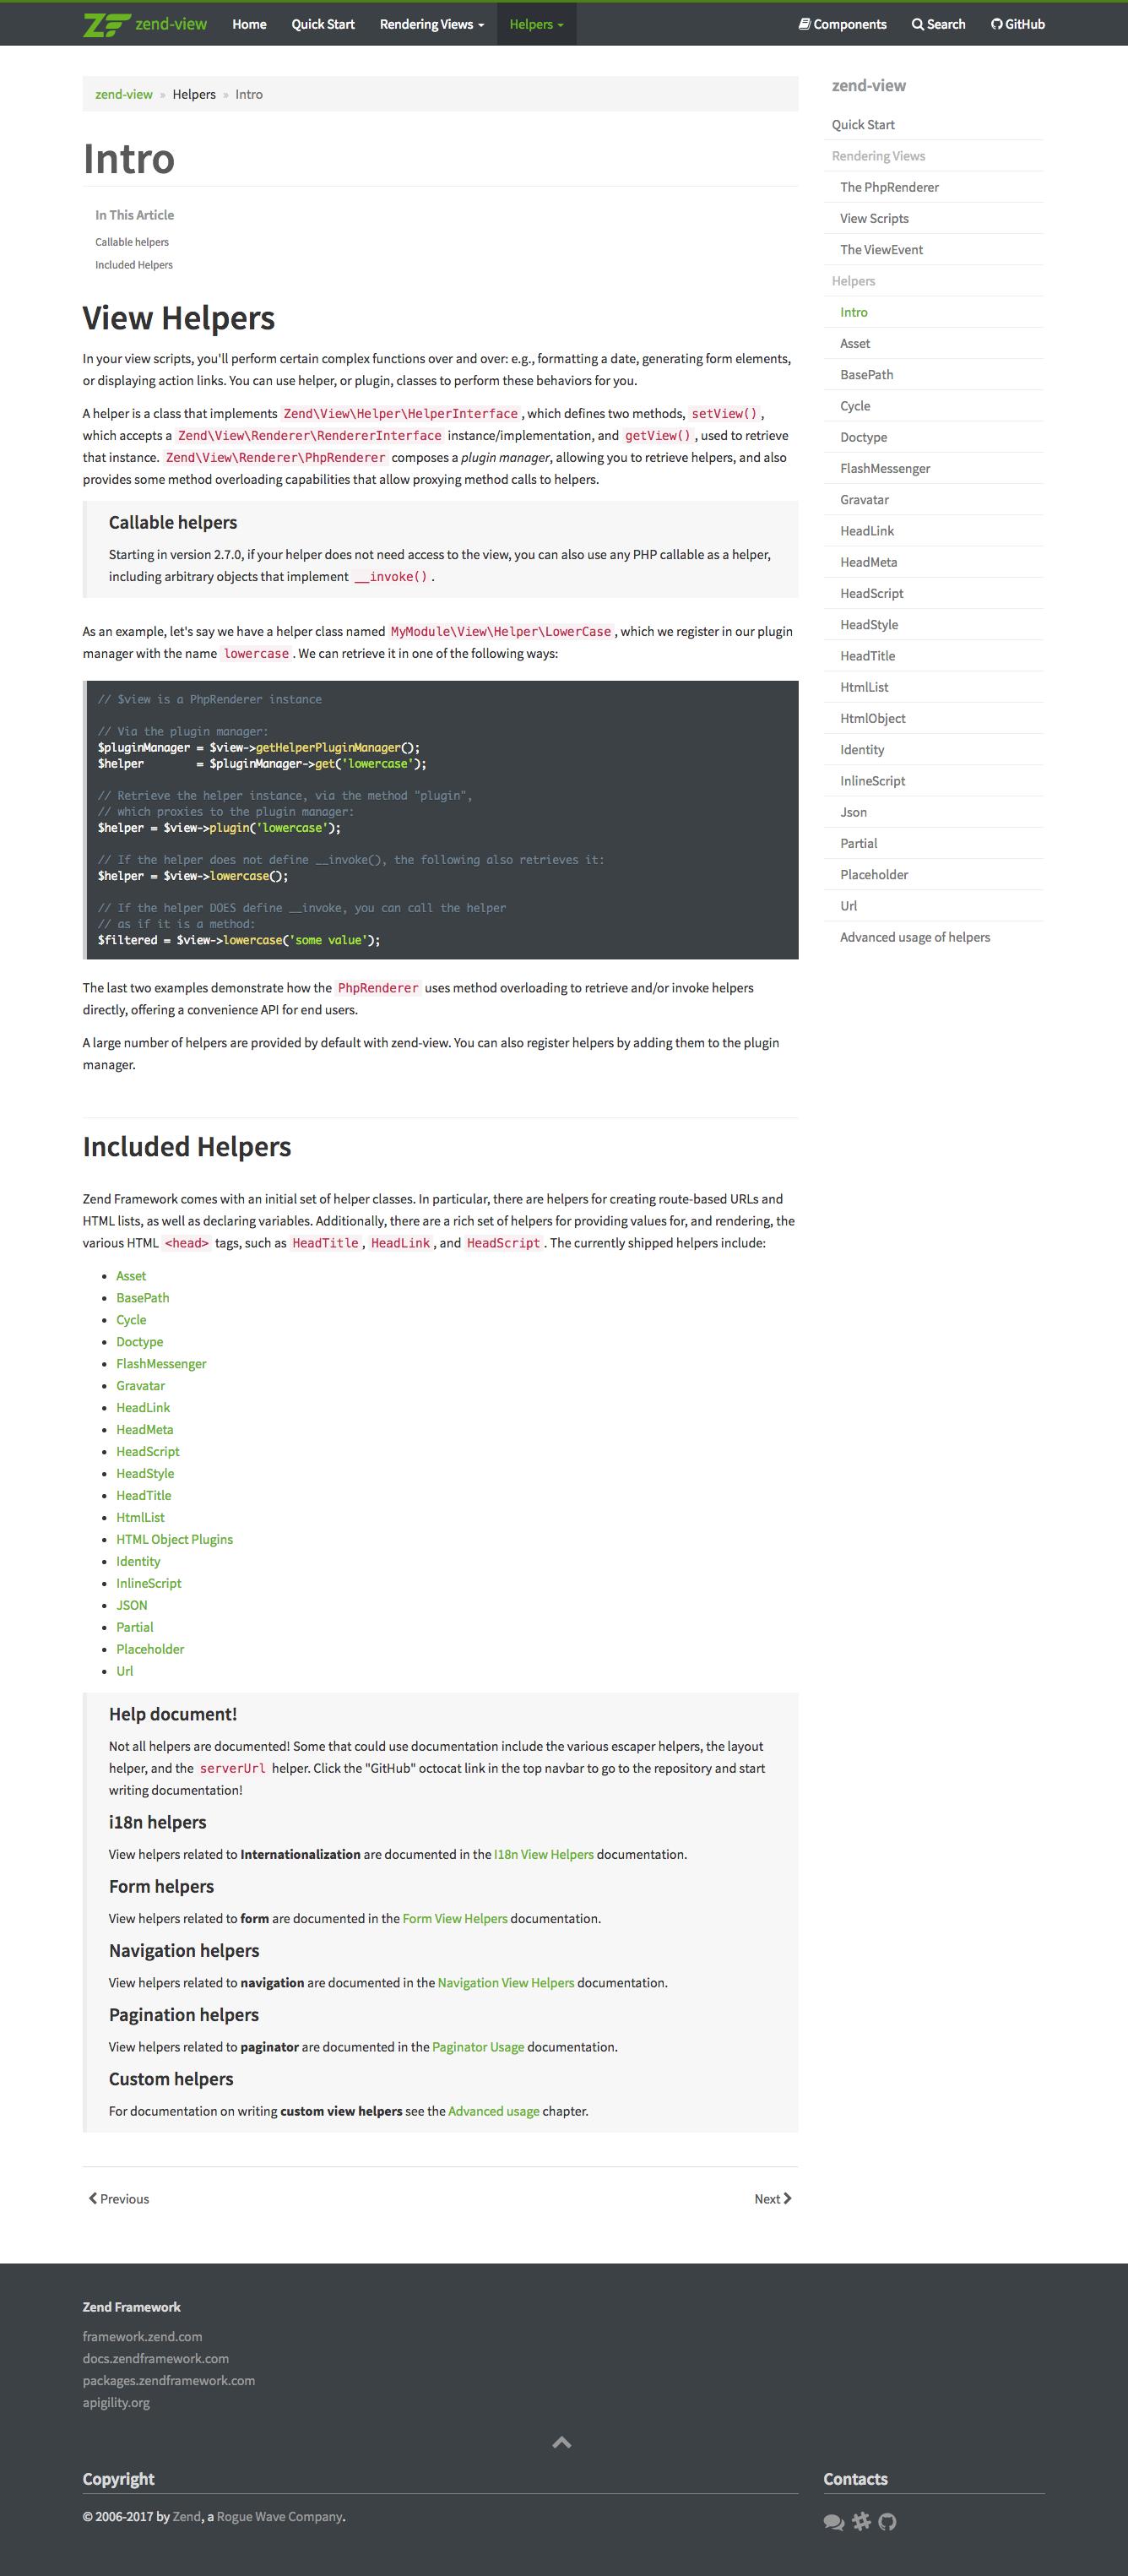 zend-view Home Quick Start Rendering Views Helpers Components Search GitHub
zend-view » Helpers » Intro
Intro
In This Article
Callable helpers
Included Helpers
View Helpers
In your view scripts, you'll perform certain complex functions over and over: e.g., formatting a date, generating form elements,
or displaying action links. You can use helper, or plugin, classes to perform these behaviors for you.
A helper is a class that implements Zend\View\Helper\HelperInterface, which defines two methods, setView(),
which accepts a Zend\View\Renderer\RendererInterface instance/implementation, and getView(), used to retrieve
that instance. Zend\View\Renderer\PhpRenderer composes a plugin manager, allowing you to retrieve helpers, and also
provides some method overloading capabilities that allow proxying method calls to helpers.
Callable helpers
Starting in version 2.7.0, if your helper does not need access to the view, you can also use any PHP callable as a helper,
including arbitrary objects that implement __invoke().
As an example, let's say we have a helper class named MyModule\View\Helper\LowerCase, which we register in our plugin
manager with the name lowercase. We can retrieve it in one of the following ways:
// $view is a PhpRenderer instance
// Via the plugin manager:
$pluginManager = $view->getHelperPluginManager();
$helper        = $pluginManager->get('lowercase');
// Retrieve the helper instance, via the method "plugin",
// which proxies to the plugin manager:
$helper = $view->plugin('lowercase');
// If the helper does not define __invoke(), the following also retrieves it:
$helper = $view->lowercase();
// If the helper DOES define __invoke, you can call the helper
// as if it is a method:
$filtered = $view->lowercase('some value');
The last two examples demonstrate how the PhpRenderer uses method overloading to retrieve and/or invoke helpers
directly, offering a convenience API for end users.
A large number of helpers are provided by default with zend-view. You can also register helpers by adding them to the plugin
manager.
Included Helpers
Zend Framework comes with an initial set of helper classes. In particular, there are helpers for creating route-based URLs and
HTML lists, as well as declaring variables. Additionally, there are a rich set of helpers for providing values for, and rendering, the
various HTML <head> tags, such as HeadTitle, HeadLink, and HeadScript. The currently shipped helpers include:
Asset
BasePath
Cycle
Doctype
FlashMessenger
Gravatar
HeadLink
HeadMeta
HeadScript
HeadStyle
HeadTitle
HtmlList
HTML Object Plugins
Identity
InlineScript
JSON
Partial
Placeholder
Url
Help document!
Not all helpers are documented! Some that could use documentation include the various escaper helpers, the layout
helper, and the serverUrl helper. Click the "GitHub" octocat link in the top navbar to go to the repository and start
writing documentation!
i18n helpers
View helpers related to Internationalization are documented in the I18n View Helpers documentation.
Form helpers
View helpers related to form are documented in the Form View Helpers documentation.
Navigation helpers
View helpers related to navigation are documented in the Navigation View Helpers documentation.
Pagination helpers
View helpers related to paginator are documented in the Paginator Usage documentation.
Custom helpers
For documentation on writing custom view helpers see the Advanced usage chapter.
Previous Next
zend-view
Quick Start
Rendering Views
The PhpRenderer
View Scripts
The ViewEvent
Helpers
Intro
Asset
BasePath
Cycle
Doctype
FlashMessenger
Gravatar
HeadLink
HeadMeta
HeadScript
HeadStyle
HeadTitle
HtmlList
HtmlObject
Identity
InlineScript
Json
Partial
Placeholder
Url
Advanced usage of helpers
Zend Framework
framework.zend.com
docs.zendframework.com
packages.zendframework.com
apigility.org
Copyright
© 2006-2017 by Zend, a Rogue Wave Company.
Contacts